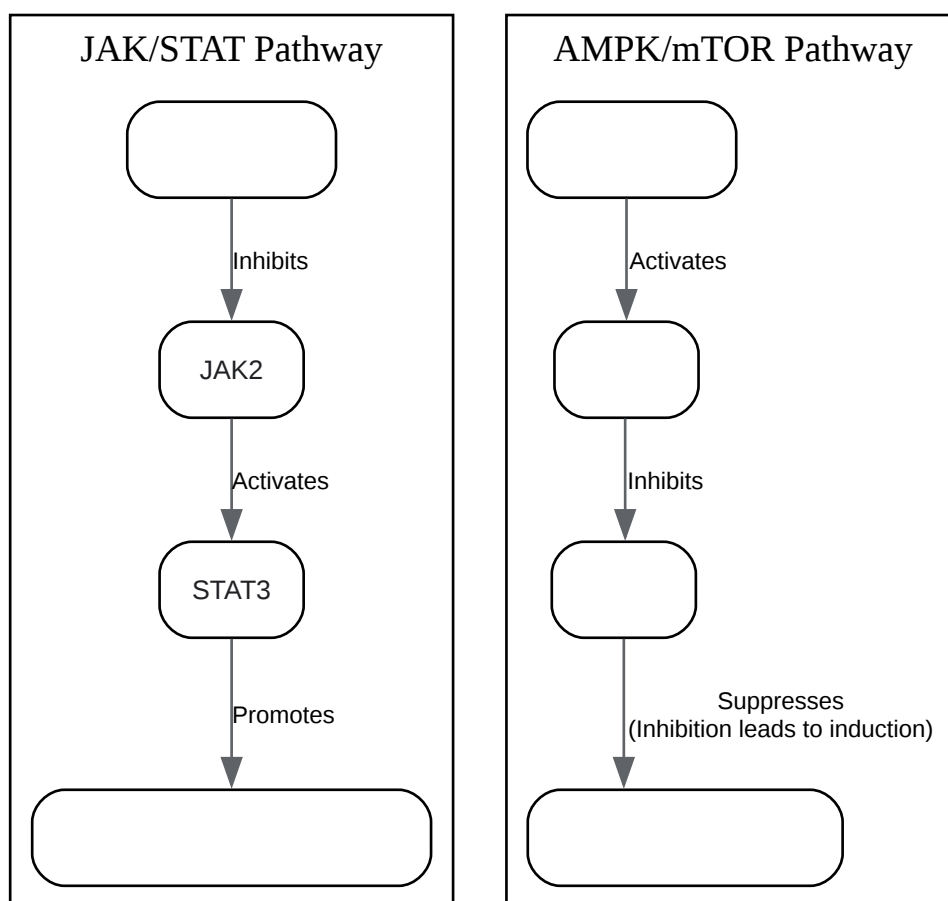 JAK/STAT Pathway
Inhibits
JAK2
Activates
STAT3
Promotes
AMPK/mTOR Pathway
Activates
Inhibits
Suppresses
(Inhibition leads to induction)